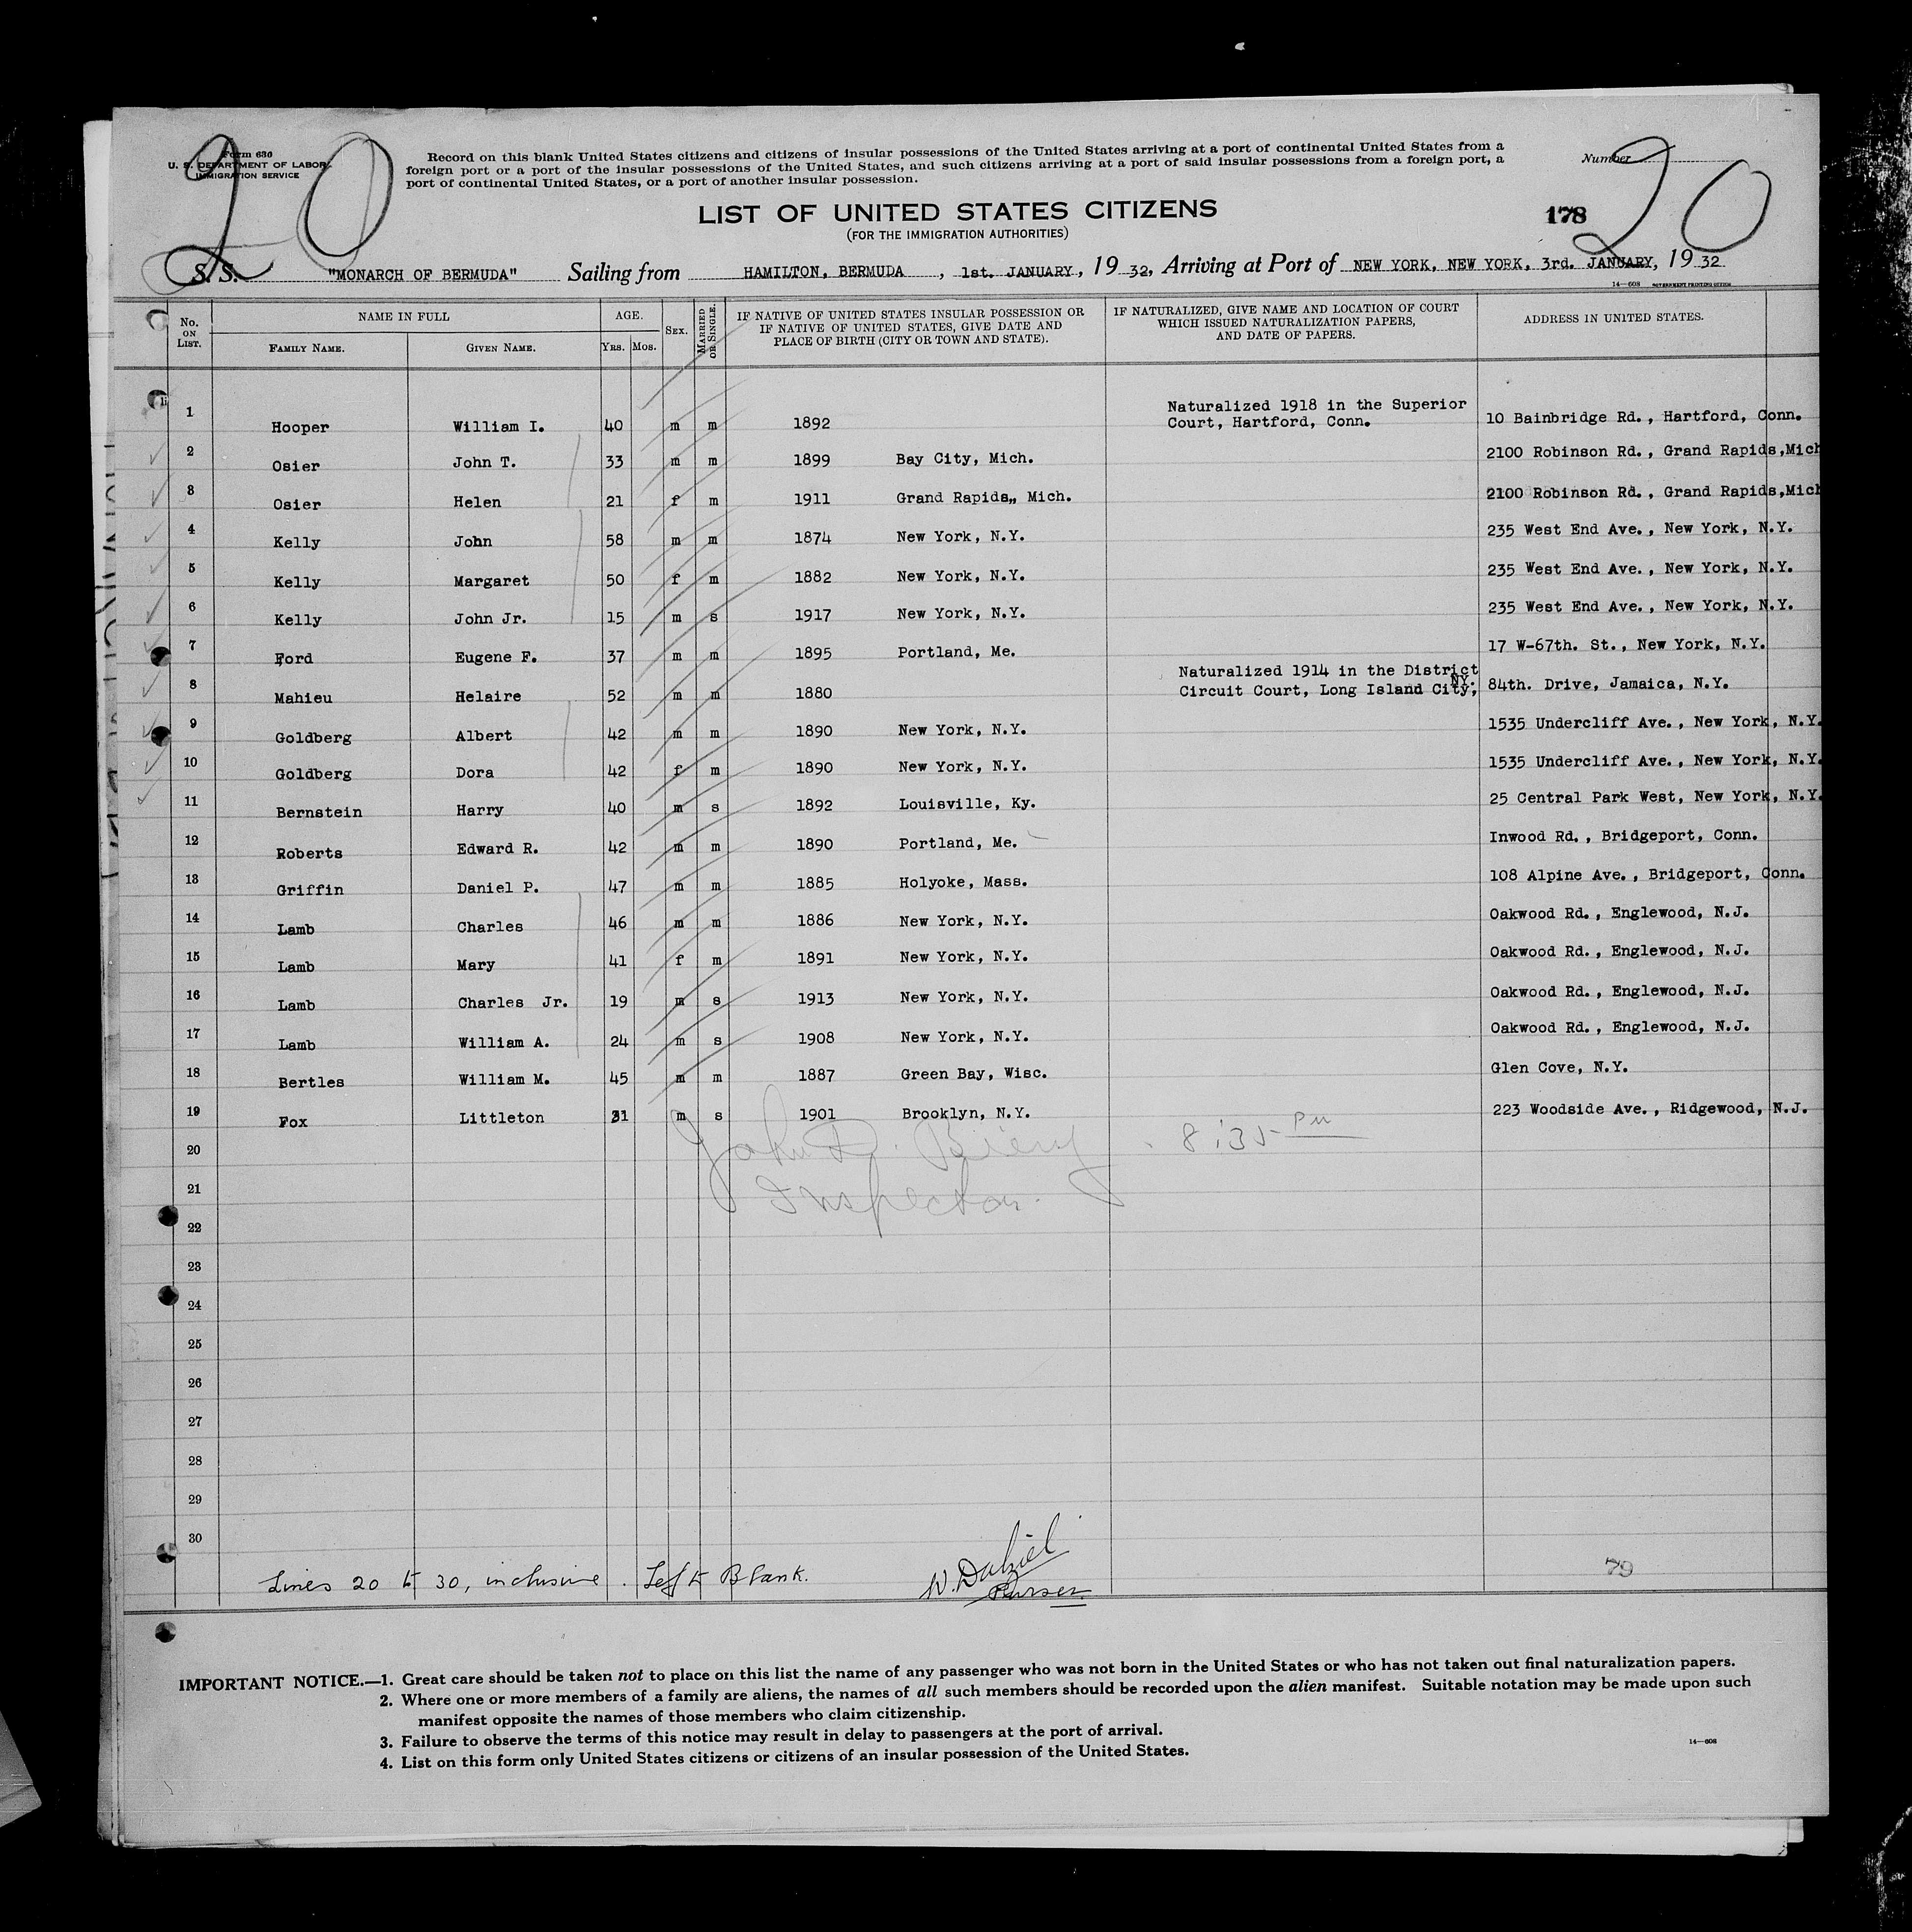 Form 630
U. S. DEPARTMENT OF LABOR
IMMIGRATION SERVICE
20
Record on this blank United States citizens and citizens of insular possessions of the United States arriving at a port of continental United States from a
foreign port or a port of the insular possessions of the United States, and such citizens arriving at a port of said insular possessions from a foreign port, a
port of continental United States, or a port of another insular possession.
Number
20
178
LIST OF UNITED STATES CITIZENS
(FOR THE IMMIGRATION AUTHORITIES)
S. S. "MONARCH OF BERMUDA" Sailing from HAMILTON, BERMUDA, 1st. JANUARY, 19 32, Arriving at Port of NEW YORK, NEW YORK, 3rd. JANUARY, 19 32
14—608 GOVERNMENT PRINTING OFFICE
No. ON LIST. NAME IN FULL AGE. SEX. MARRIED OR SINGLE. IF NATIVE OF UNITED STATES INSULAR POSSESSION OR IF NATIVE OF UNITED STATES, GIVE DATE AND PLACE OF BIRTH (CITY OR TOWN AND STATE). IF NATURALIZED, GIVE NAME AND LOCATION OF COURT WHICH ISSUED NATURALIZATION PAPERS, AND DATE OF PAPERS. ADDRESS IN UNITED STATES.
FAMILY NAME. GIVEN NAME. YRS. MOS.
1 Hooper William I. 40 m m 1892 Naturalized 1918 in the Superior Court, Hartford, Conn. 10 Bainbridge Rd., Hartford, Conn.
2 Osier John T. 33 m m 1899 Bay City, Mich. 2100 Robinson Rd., Grand Rapids,Mich
3 Osier Helen 21 f m 1911 Grand Rapids,, Mich. 2100 Robinson Rd., Grand Rapids,Mich
4 Kelly John 58 m m 1874 New York, N.Y. 235 West End Ave., New York, N.Y.
5 Kelly Margaret 50 f m 1882 New York, N.Y. 235 West End Ave., New York, N.Y.
6 Kelly John Jr. 15 m s 1917 New York, N.Y. 235 West End Ave., New York, N.Y.
7 Ford Eugene F. 37 m m 1895 Portland, Me. 17 W-67th. St., New York, N.Y.
8 Mahieu Helaire 52 m m 1880 Naturalized 1914 in the District Circuit Court, Long Island City, NY. 84th. Drive, Jamaica, N.Y.
9 Goldberg Albert 42 m m 1890 New York, N.Y. 1535 Undercliff Ave., New York, N.Y.
10 Goldberg Dora 42 f m 1890 New York, N.Y. 1535 Undercliff Ave., New York, N.Y.
11 Bernstein Harry 40 m s 1892 Louisville, Ky. 25 Central Park West, New York, N.Y.
12 Roberts Edward R. 42 m m 1890 Portland, Me. Inwood Rd., Bridgeport, Conn.
13 Griffin Daniel P. 47 m m 1885 Holyoke, Mass. 108 Alpine Ave., Bridgeport, Conn.
14 Lamb Charles 46 m m 1886 New York, N.Y. Oakwood Rd., Englewood, N.J.
15 Lamb Mary 41 f m 1891 New York, N.Y. Oakwood Rd., Englewood, N.J.
16 Lamb Charles Jr. 19 m s 1913 New York, N.Y. Oakwood Rd., Englewood, N.J.
17 Lamb William A. 24 m s 1908 New York, N.Y. Oakwood Rd., Englewood, N.J.
18 Bertles William M. 45 m m 1887 Green Bay, Wisc. Glen Cove, N.Y.
19 Fox Littleton 31 m s 1901 Brooklyn, N.Y. 223 Woodside Ave., Ridgewood, N.J.
20 John D. 8:35 PM
21 Inspector.
22
23
24
25
26
27
28
29
30
Lines 20 to 30, inclusive. Left Blank. W. Dalziel
Purser
79
IMPORTANT NOTICE.—1. Great care should be taken not to place on this list the name of any passenger who was not born in the United States or who has not taken out final naturalization papers.
2. Where one or more members of a family are aliens, the names of all such members should be recorded upon the alien manifest. Suitable notation may be made upon such
manifest opposite the names of those members who claim citizenship.
3. Failure to observe the terms of this notice may result in delay to passengers at the port of arrival.
4. List on this form only United States citizens or citizens of an insular possession of the United States.
14—608